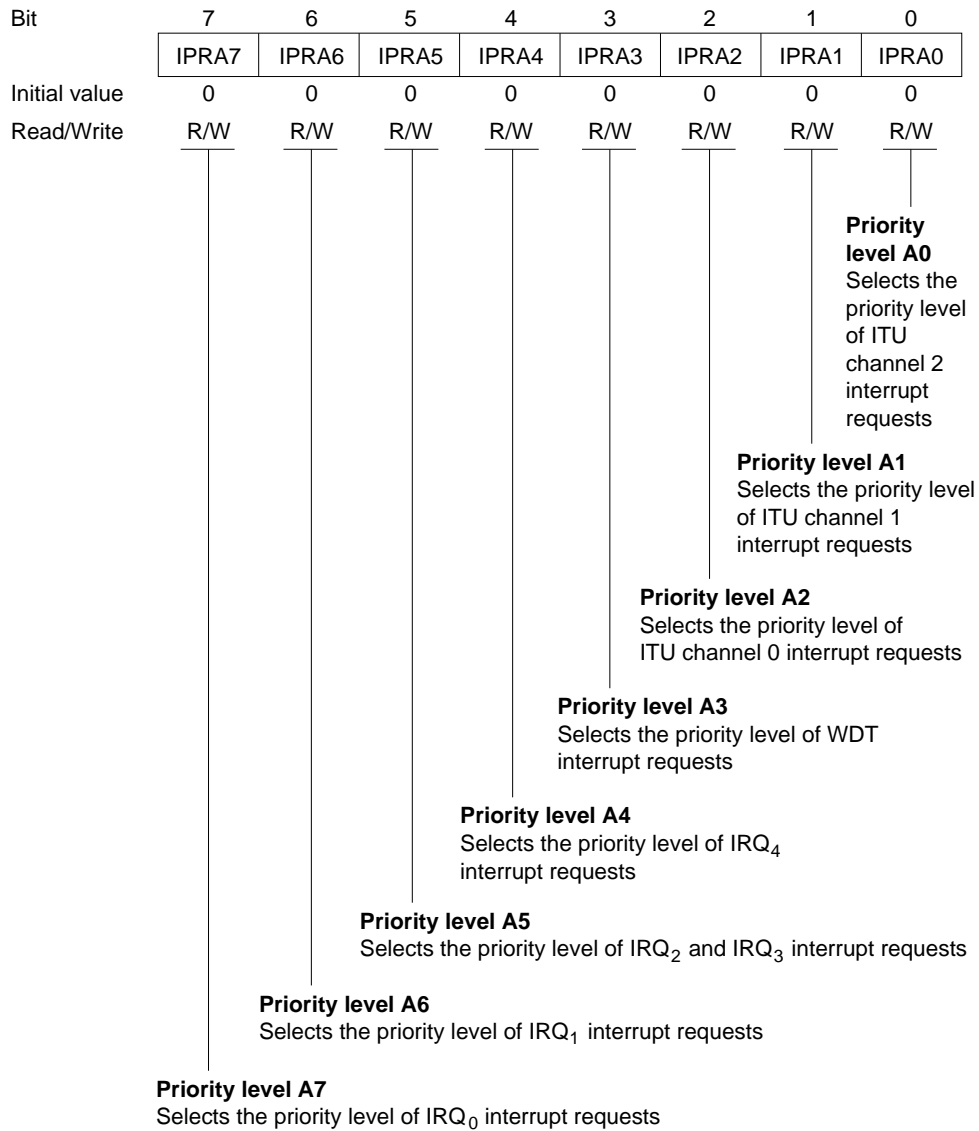 Bit 7 6 5 4 3 2 1 0
IPRA7 IPRA6 IPRA5 IPRA4 IPRA3 IPRA2 IPRA1 IPRA0
Initial value 0 0 0 0 0 0 0 0
Read/Write R/W R/W R/W R/W R/W R/W R/W R/W
Priority
level A0
Selects the
priority level
of ITU
channel 2
interrupt
requests
Priority level A1
Selects the priority level
of ITU channel 1
interrupt requests
Priority level A2
Selects the priority level of
ITU channel 0 interrupt requests
Priority level A3
Selects the priority level of WDT
interrupt requests
Priority level A4
Selects the priority level of IRQ4
interrupt requests
Priority level A5
Selects the priority level of IRQ2 and IRQ3 interrupt requests
Priority level A6
Selects the priority level of IRQ1 interrupt requests
Priority level A7
Selects the priority level of IRQ0 interrupt requests